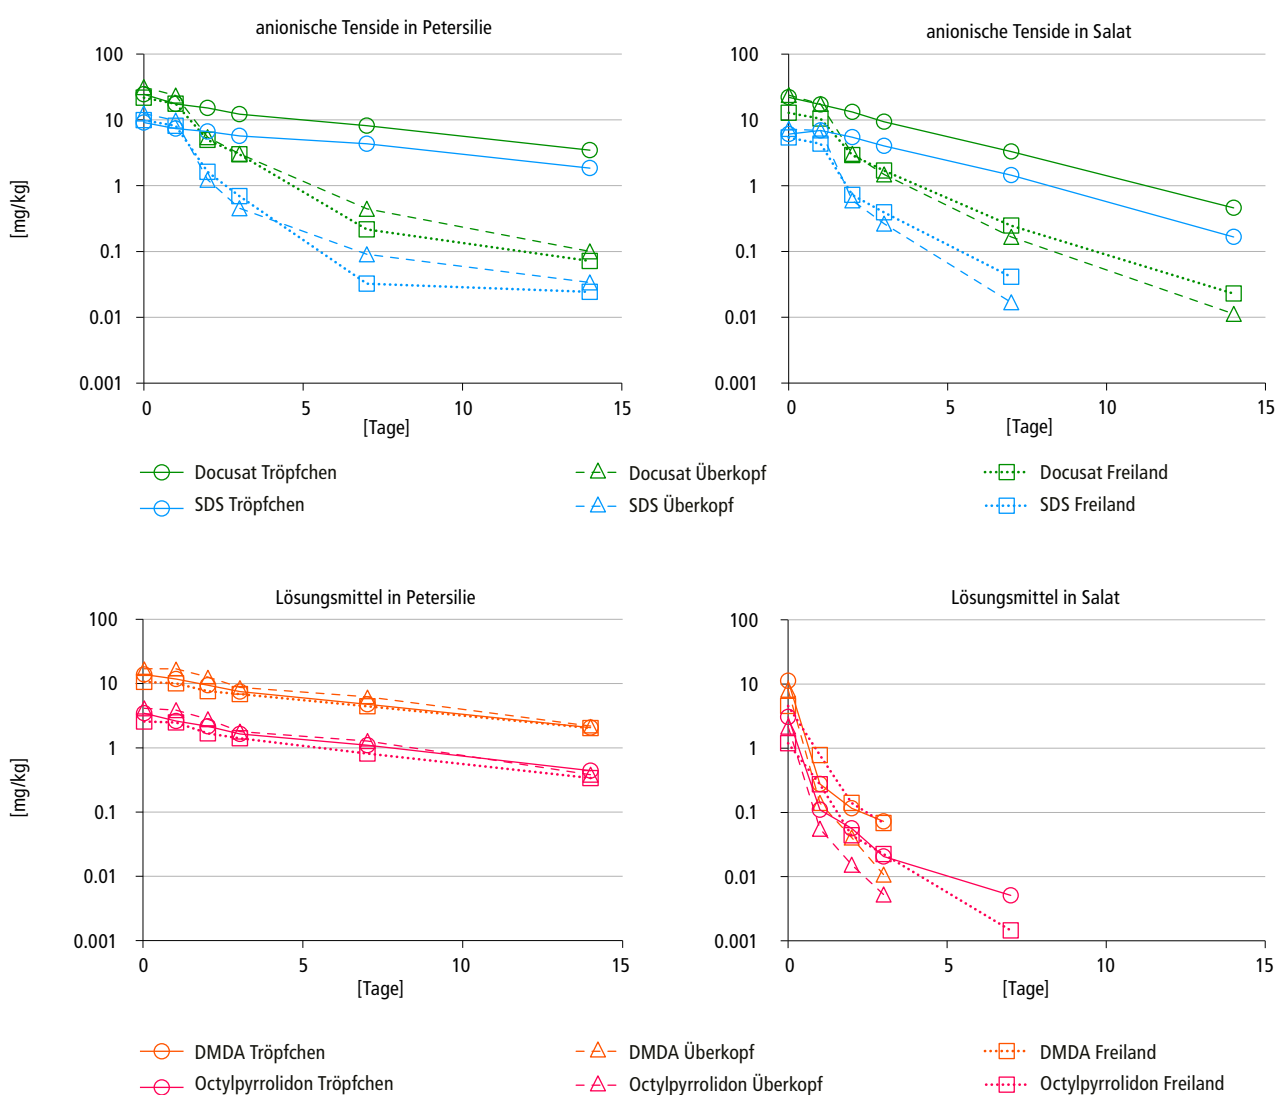 anionische Tenside in Petersilie
100
10
1
0.1
0.01
0.001
[mg/kg]
0 5 10 15
[Tage]
anionische Tenside in Salat
100
10
1
0.1
0.01
0.001
0 5 10 15
[Tage]
Docusat Tröpfchen
Docusat Überkopf
Docusat Freiland
SDS Tröpfchen
SDS Überkopf
SDS Freiland
Lösungsmittel in Petersilie
100
10
1
0.1
0.01
0.001
[mg/kg]
0 5 10 15
[Tage]
Lösungsmittel in Salat
100
10
1
0.1
0.01
0.001
0 5 10 15
[Tage]
DMDA Tröpfchen
DMDA Überkopf
DMDA Freiland
Octylpyrrolidon Tröpfchen
Octylpyrrolidon Überkopf
Octylpyrrolidon Freiland